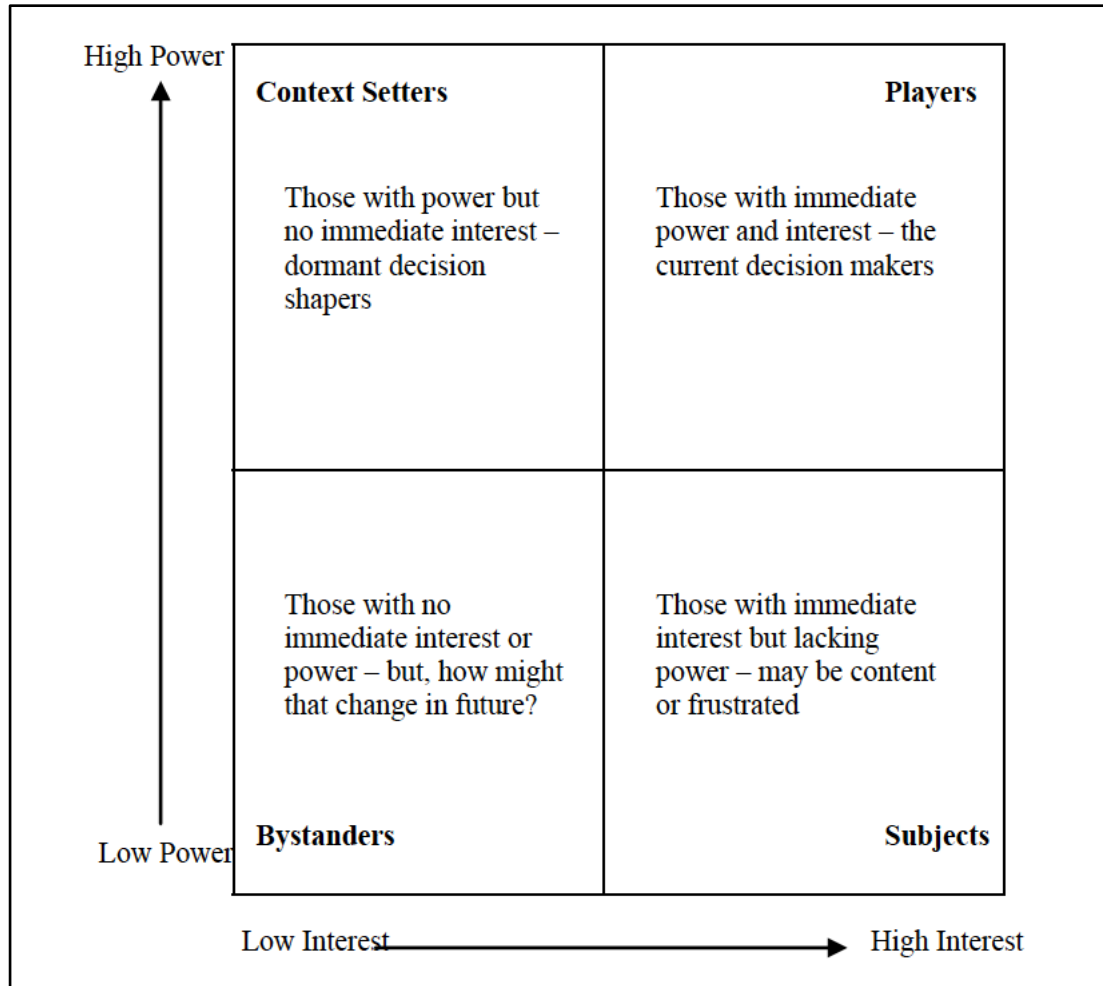 High Power
Context Setters
Players
Those with power but
no immediate interest –
dormant decision
shapers
Those with immediate
power and interest – the
current decision makers
Those with no
immediate interest or
power – but, how might
that change in future?
Those with immediate
interest but lacking
power – may be content
or frustrated
Bystanders
Subjects
Low Power
Low Interest
High Interest